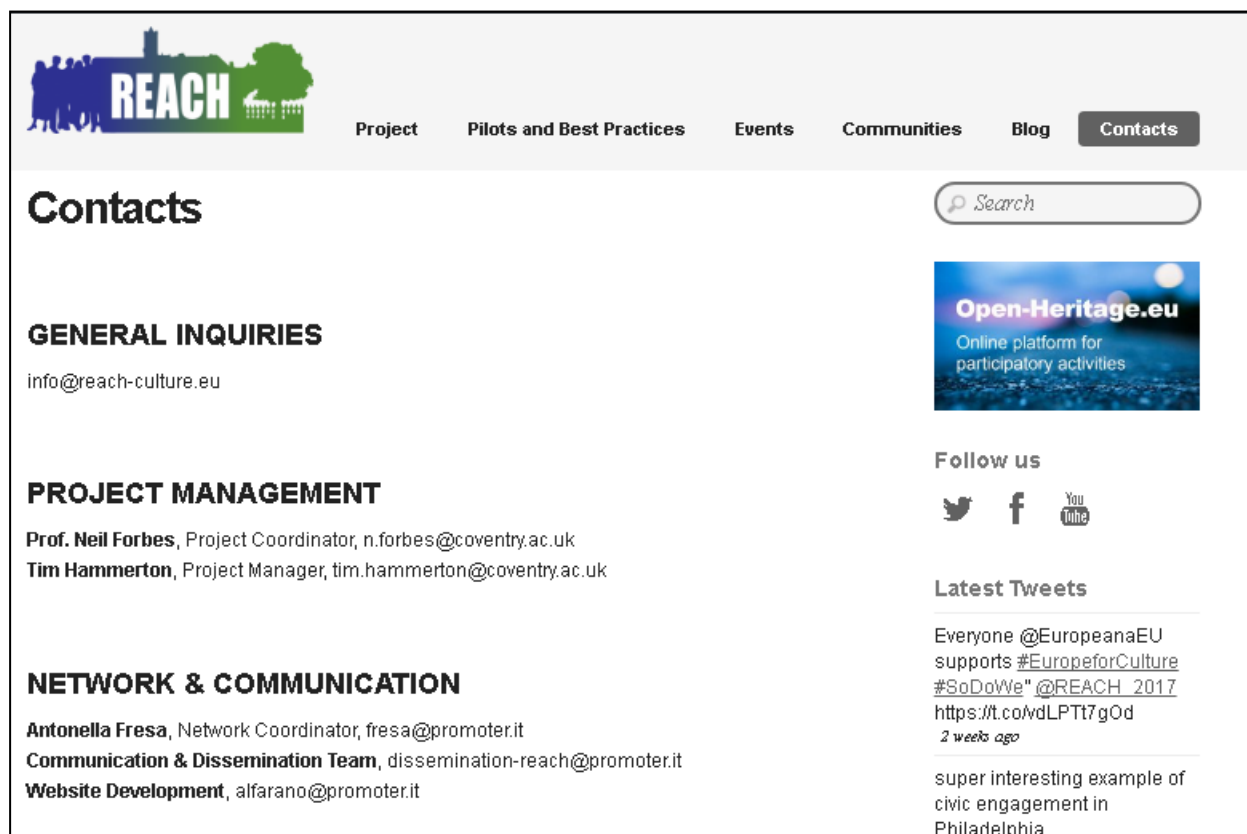 REACH
Project Pilots and Best Practices Events Communities Blog Contacts
Contacts
GENERAL INQUIRIES
info@reach-culture.eu
PROJECT MANAGEMENT
Prof. Neil Forbes, Project Coordinator, n.forbes@coventry.ac.uk
Tim Hammerton, Project Manager, tim.hammerton@coventry.ac.uk
NETWORK & COMMUNICATION
Antonella Fresa, Network Coordinator, fresa@promoter.it
Communication & Dissemination Team, dissemination-reach@promoter.it
Website Development, alfarano@promoter.it
Search
Open-Heritage.eu
Online platform for
participatory activities
Follow us
You
Tube
Latest Tweets
Everyone @EuropeanaEU
supports #EuropeforCulture
#SoDoWe" @REACH_2017
https://t.co/vdLPTt7gOd
2 weeks ago
super interesting example of
civic engagement in
Philadelphia